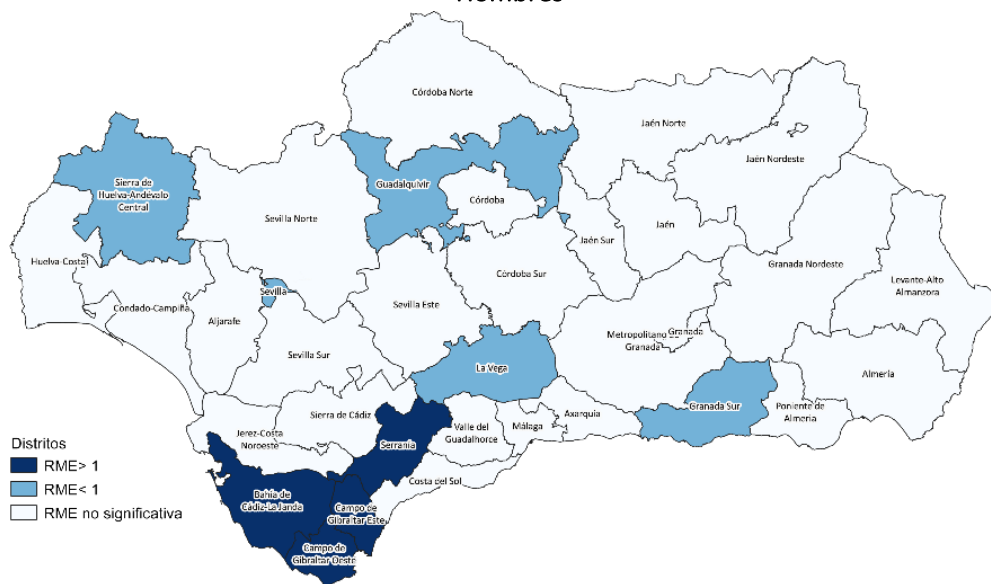 Hombres
Córdoba Norte
Jaén Norte
Jaén Nordeste
Sierra de
Huelva-Andévalo
Central
Guadalquivir
Córdoba
Sevilla Norte
Jaén
Jaén Sur
Huelva-Costa
Granada Nordeste
Córdoba Sur
Levante-Alto
Almanzora
Sevilla
Condado-Campiña
Sevilla Este
Aljarafe
Metropolitano de
Granada
Granada
Sevilla Sur
La Vega
Almería
Granada Sur
Sierra de Cádiz
Axarquía
Poniente de
Almería
Valle del
Guadalhorce
Málaga
Jerez-Costa
Noroeste
Serranía
Costa del Sol
Bahía de
Cádiz-La Janda
Campo de
Gibraltar Este
Campo de
Gibraltar Oeste
Distritos
RME> 1
RME< 1
RME no significativa